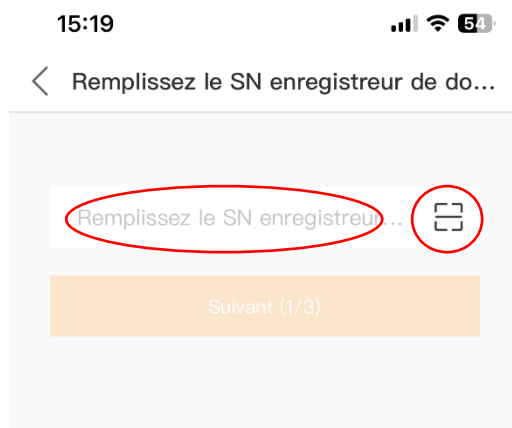 15:19 54
Remplissez le SN enregistreur de do...
Remplissez le SN enregistreur...
Suivant (1/3)